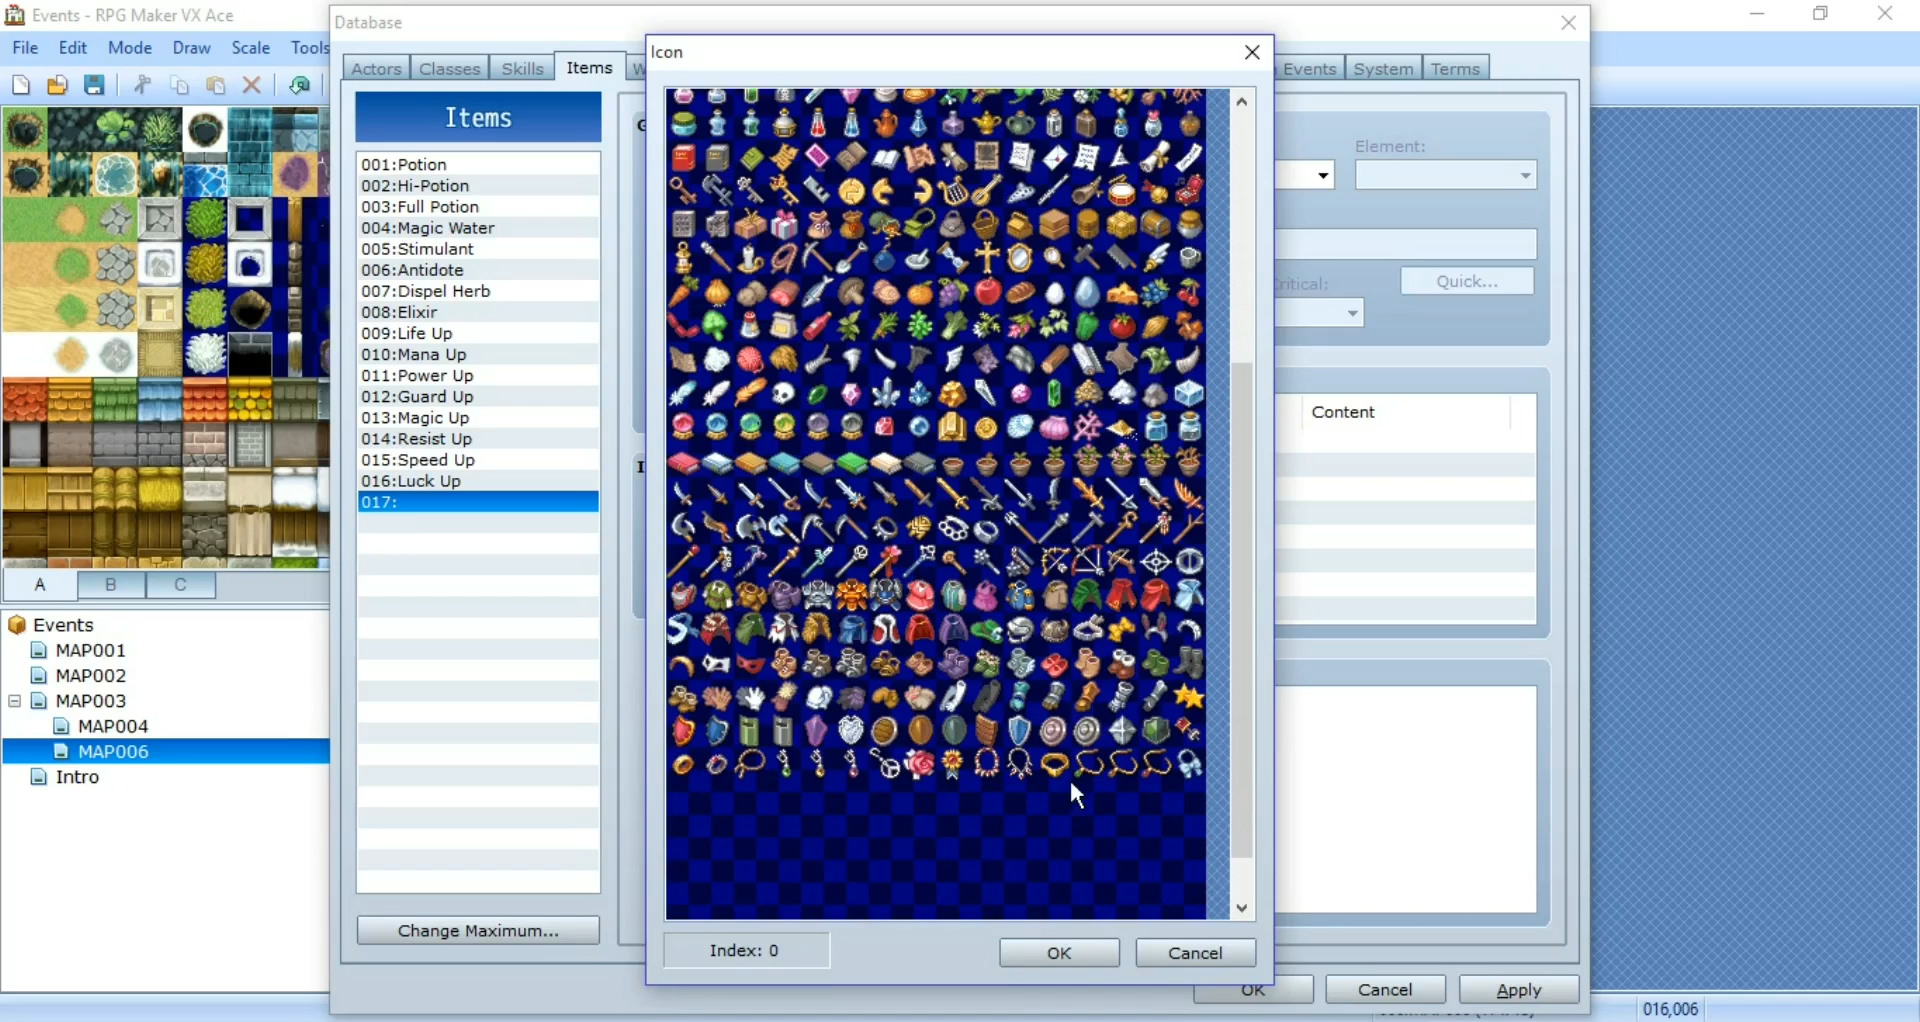 Events - RPG Maker VX Ace
File Edit Mode Draw Scale Tools
Database
Icon
Actors Classes Skills Items Events System Terms
Items
001:Potion
002:Hi-Potion
003:Full Potion
004:Magic Water
005:Stimulant
006:Antidote
007:Dispel Herb
008:Elixir
009:Life Up
010:Mana Up
011:Power Up
012:Guard Up
013:Magic Up
014:Resist Up
015:Speed Up
016:Luck Up
017:
Change Maximum...
Element:
Quick...
Content
A B C
Events
MAP001
MAP002
MAP003
MAP004
MAP006
Intro
Index: 0
OK Cancel
OK Cancel Apply
016,006